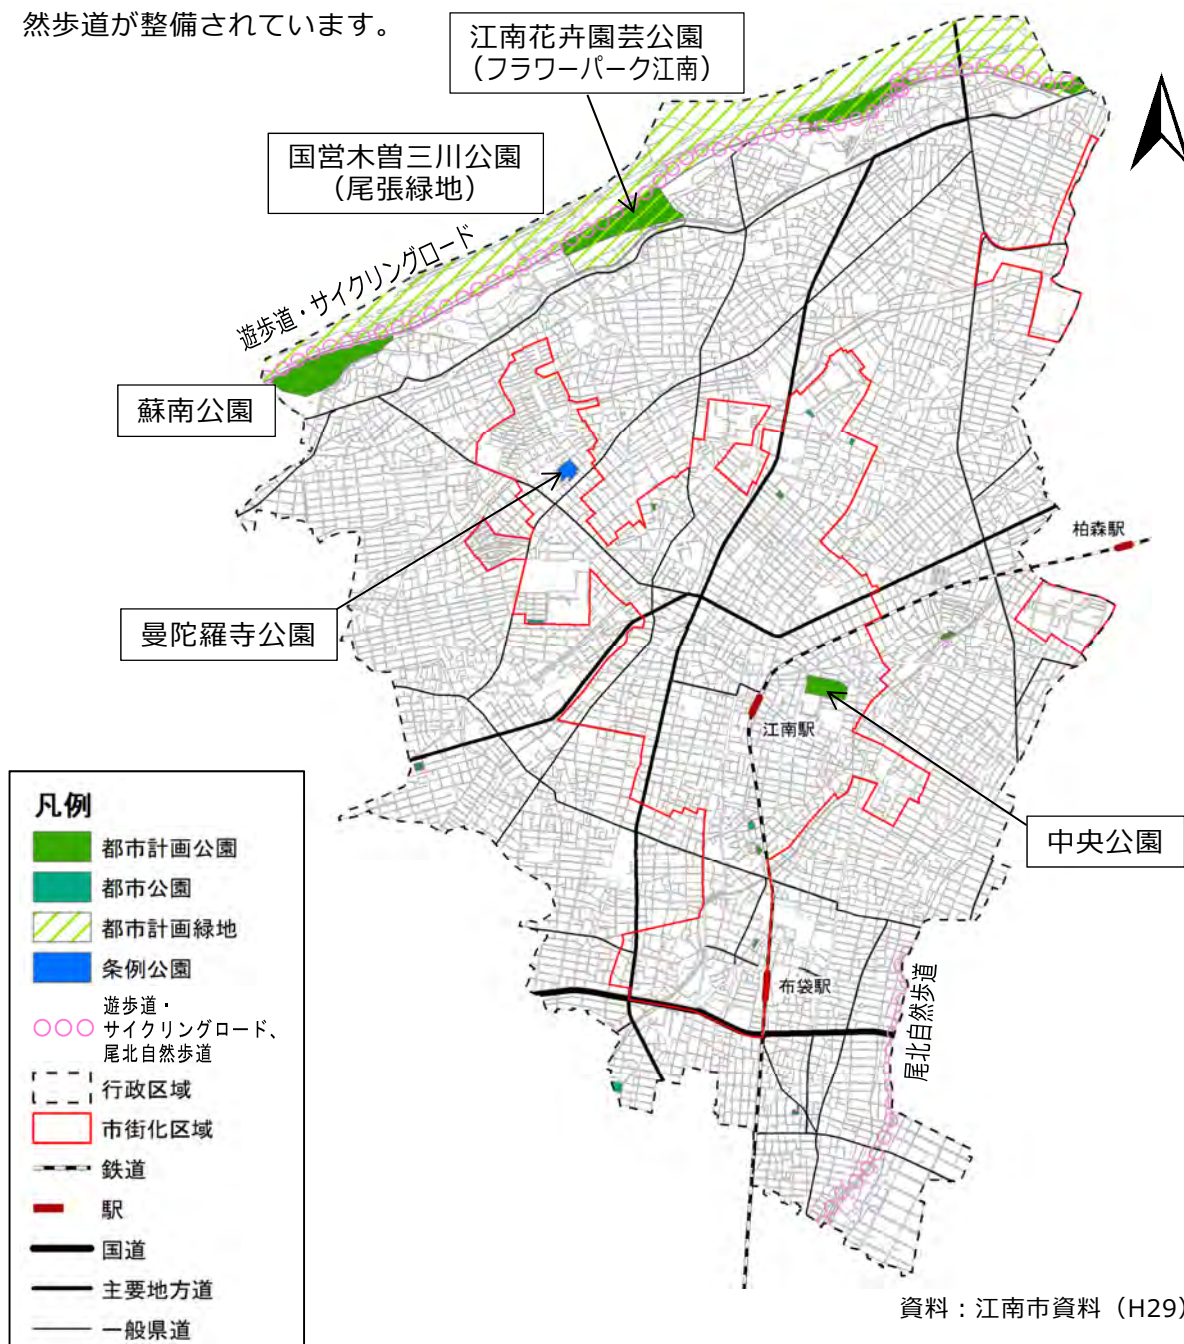 然歩道が整備されています。
江南花卉園芸公園
（フラワーパーク江南）
国営木曽三川公園
（尾張緑地）
遊歩道・サイクリングロード
蘇南公園
柏森駅
曼陀羅寺公園
江南駅
中央公園
布袋駅
尾北自然歩道
凡例
都市計画公園
都市公園
都市計画緑地
条例公園
遊歩道・
サイクリングロード、
尾北自然歩道
行政区域
市街化区域
鉄道
駅
国道
主要地方道
一般県道
資料：江南市資料（H29）